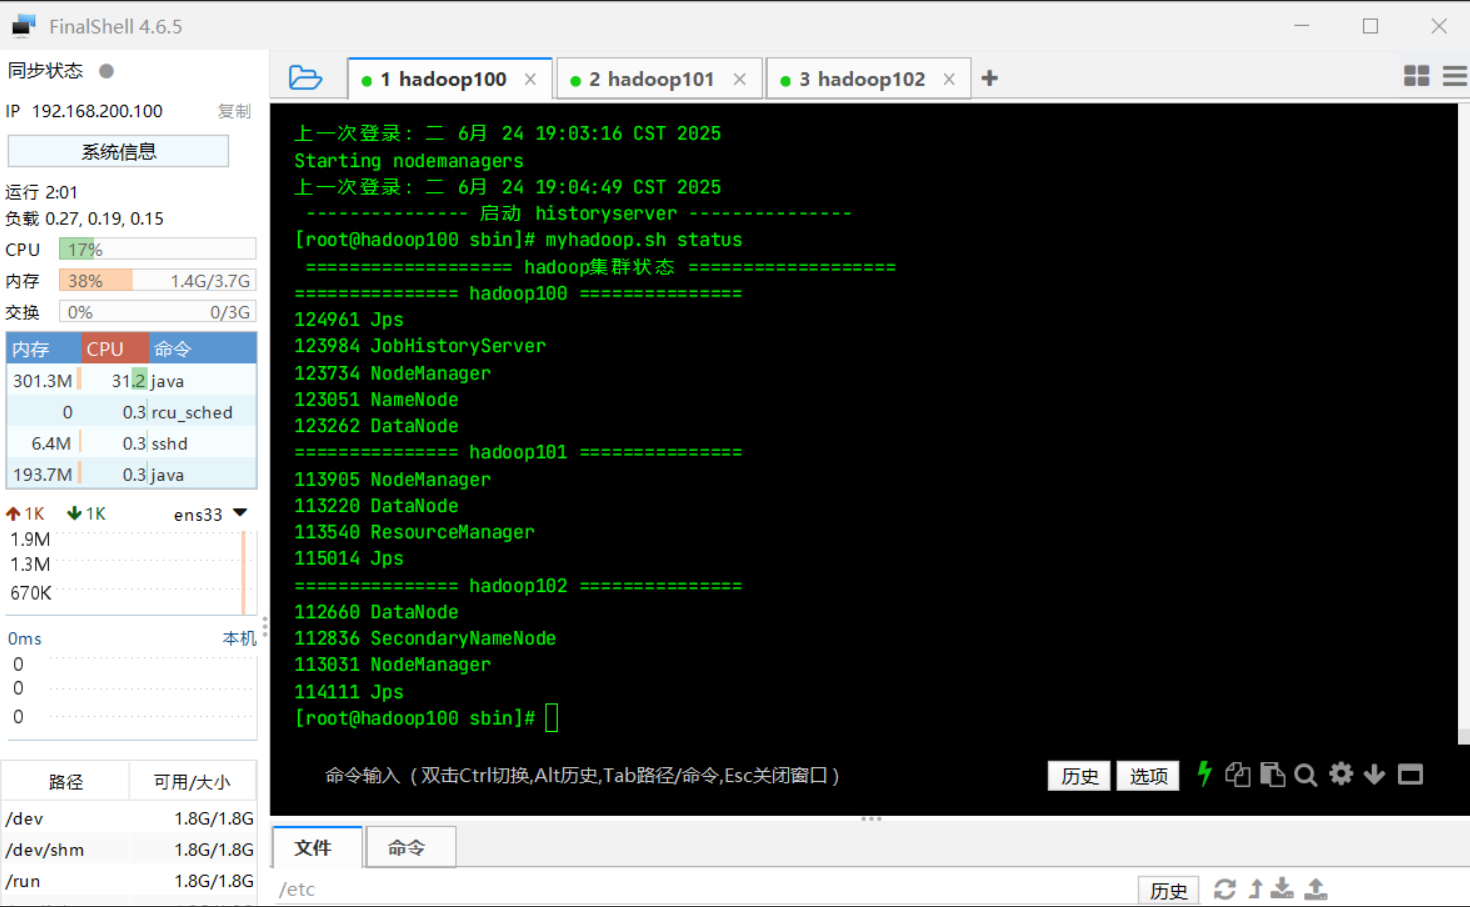 FinalShell 4.6.5
同步状态
IP 192.168.200.100 复制
系统信息
运行 2:01
负载 0.27, 0.19, 0.15
CPU 17%
内存 38% 1.4G/3.7G
交换 0% 0/3G
内存 CPU 命令
301.3M 31.2 java
0 0.3 rcu_sched
6.4M 0.3 sshd
193.7M 0.3 java
1K 1K ens33
1.9M
1.3M
670K
0ms 本机
0
0
0
路径 可用/大小
/dev 1.8G/1.8G
/dev/shm 1.8G/1.8G
/run 1.8G/1.8G
1 hadoop100 2 hadoop101 3 hadoop102
上一次登录: 二 6月 24 19:03:16 CST 2025
Starting nodemanagers
上一次登录: 二 6月 24 19:04:49 CST 2025
--------------- 启动 historyserver ---------------
[root@hadoop100 sbin]# myhadoop.sh status
=================== hadoop集群状态 ===================
=============== hadoop100 ===============
124961 Jps
123984 JobHistoryServer
123734 NodeManager
123051 NameNode
123262 DataNode
=============== hadoop101 ===============
113905 NodeManager
113220 DataNode
113540 ResourceManager
115014 Jps
=============== hadoop102 ===============
112660 DataNode
112836 SecondaryNameNode
113031 NodeManager
114111 Jps
[root@hadoop100 sbin]#
命令输入 (双击Ctrl切换,Alt历史,Tab路径/命令,Esc关闭窗口) 历史 选项
文件 命令
/etc 历史